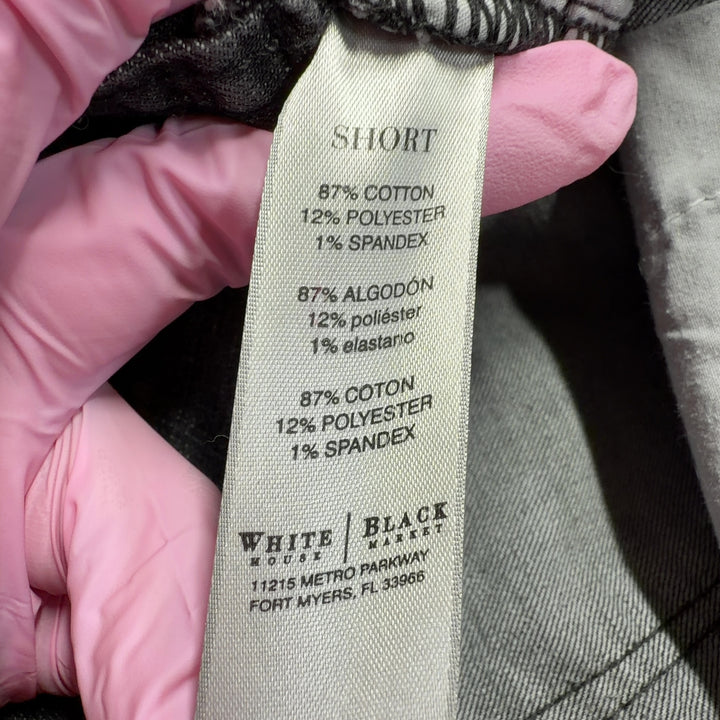 SHORT
87% COTTON
12% POLYESTER
1% SPANDEX
87% ALGODÓN
12% poliéster
1% elastano
87% COTON
12% POLYESTER
1% SPANDEX
WHITE | BLACK
HOUSE MARKET
11215 METRO PARKWAY
FORT MYERS, FL 33966